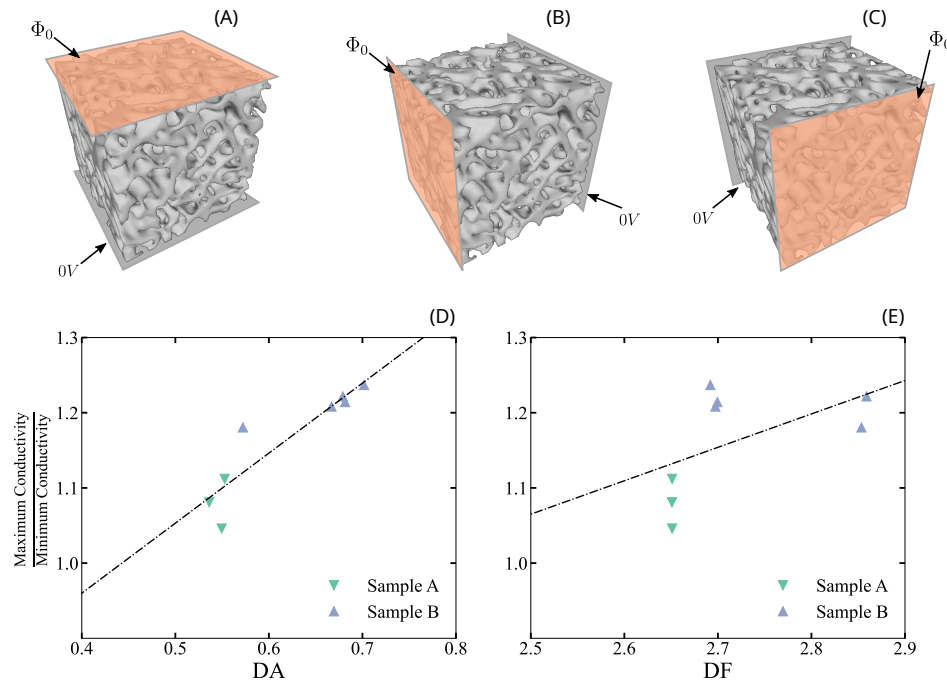 (A)
(B)
(C)
Φ0
Φ0
Φ0
0V
0V
0V
(D)
(E)
Maximum Conductivity
Minimum Conductivity
1.3
1.2
1.1
1.0
0.4 0.5 0.6 0.7 0.8
DA
Sample A
Sample B
1.3
1.2
1.1
1.0
2.5 2.6 2.7 2.8 2.9
DF
Sample A
Sample B